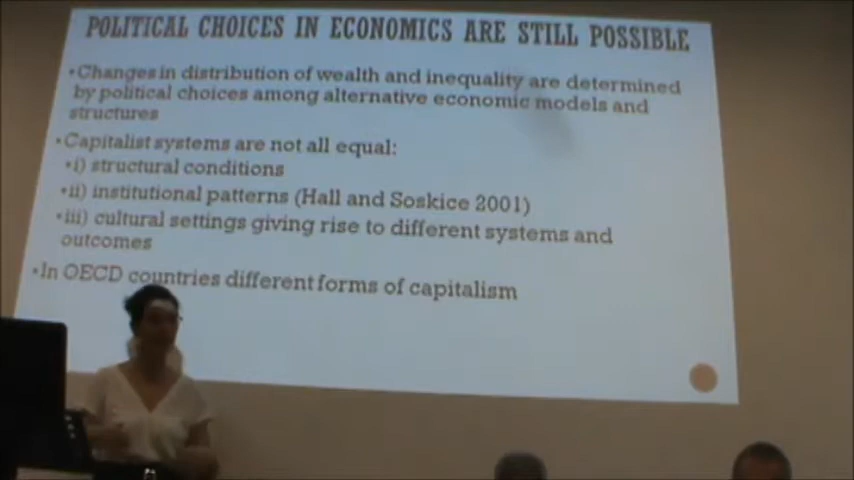 POLITICAL CHOICES IN ECONOMICS ARE STILL POSSIBLE
•Changes in distribution of wealth and inequality are determined
by political choices among alternative economic models and
structures
•Capitalist systems are not all equal:
•i) structural conditions
•ii) institutional patterns (Hall and Soskice 2001)
•iii) cultural settings giving rise to different systems and
outcomes
•In OECD countries different forms of capitalism